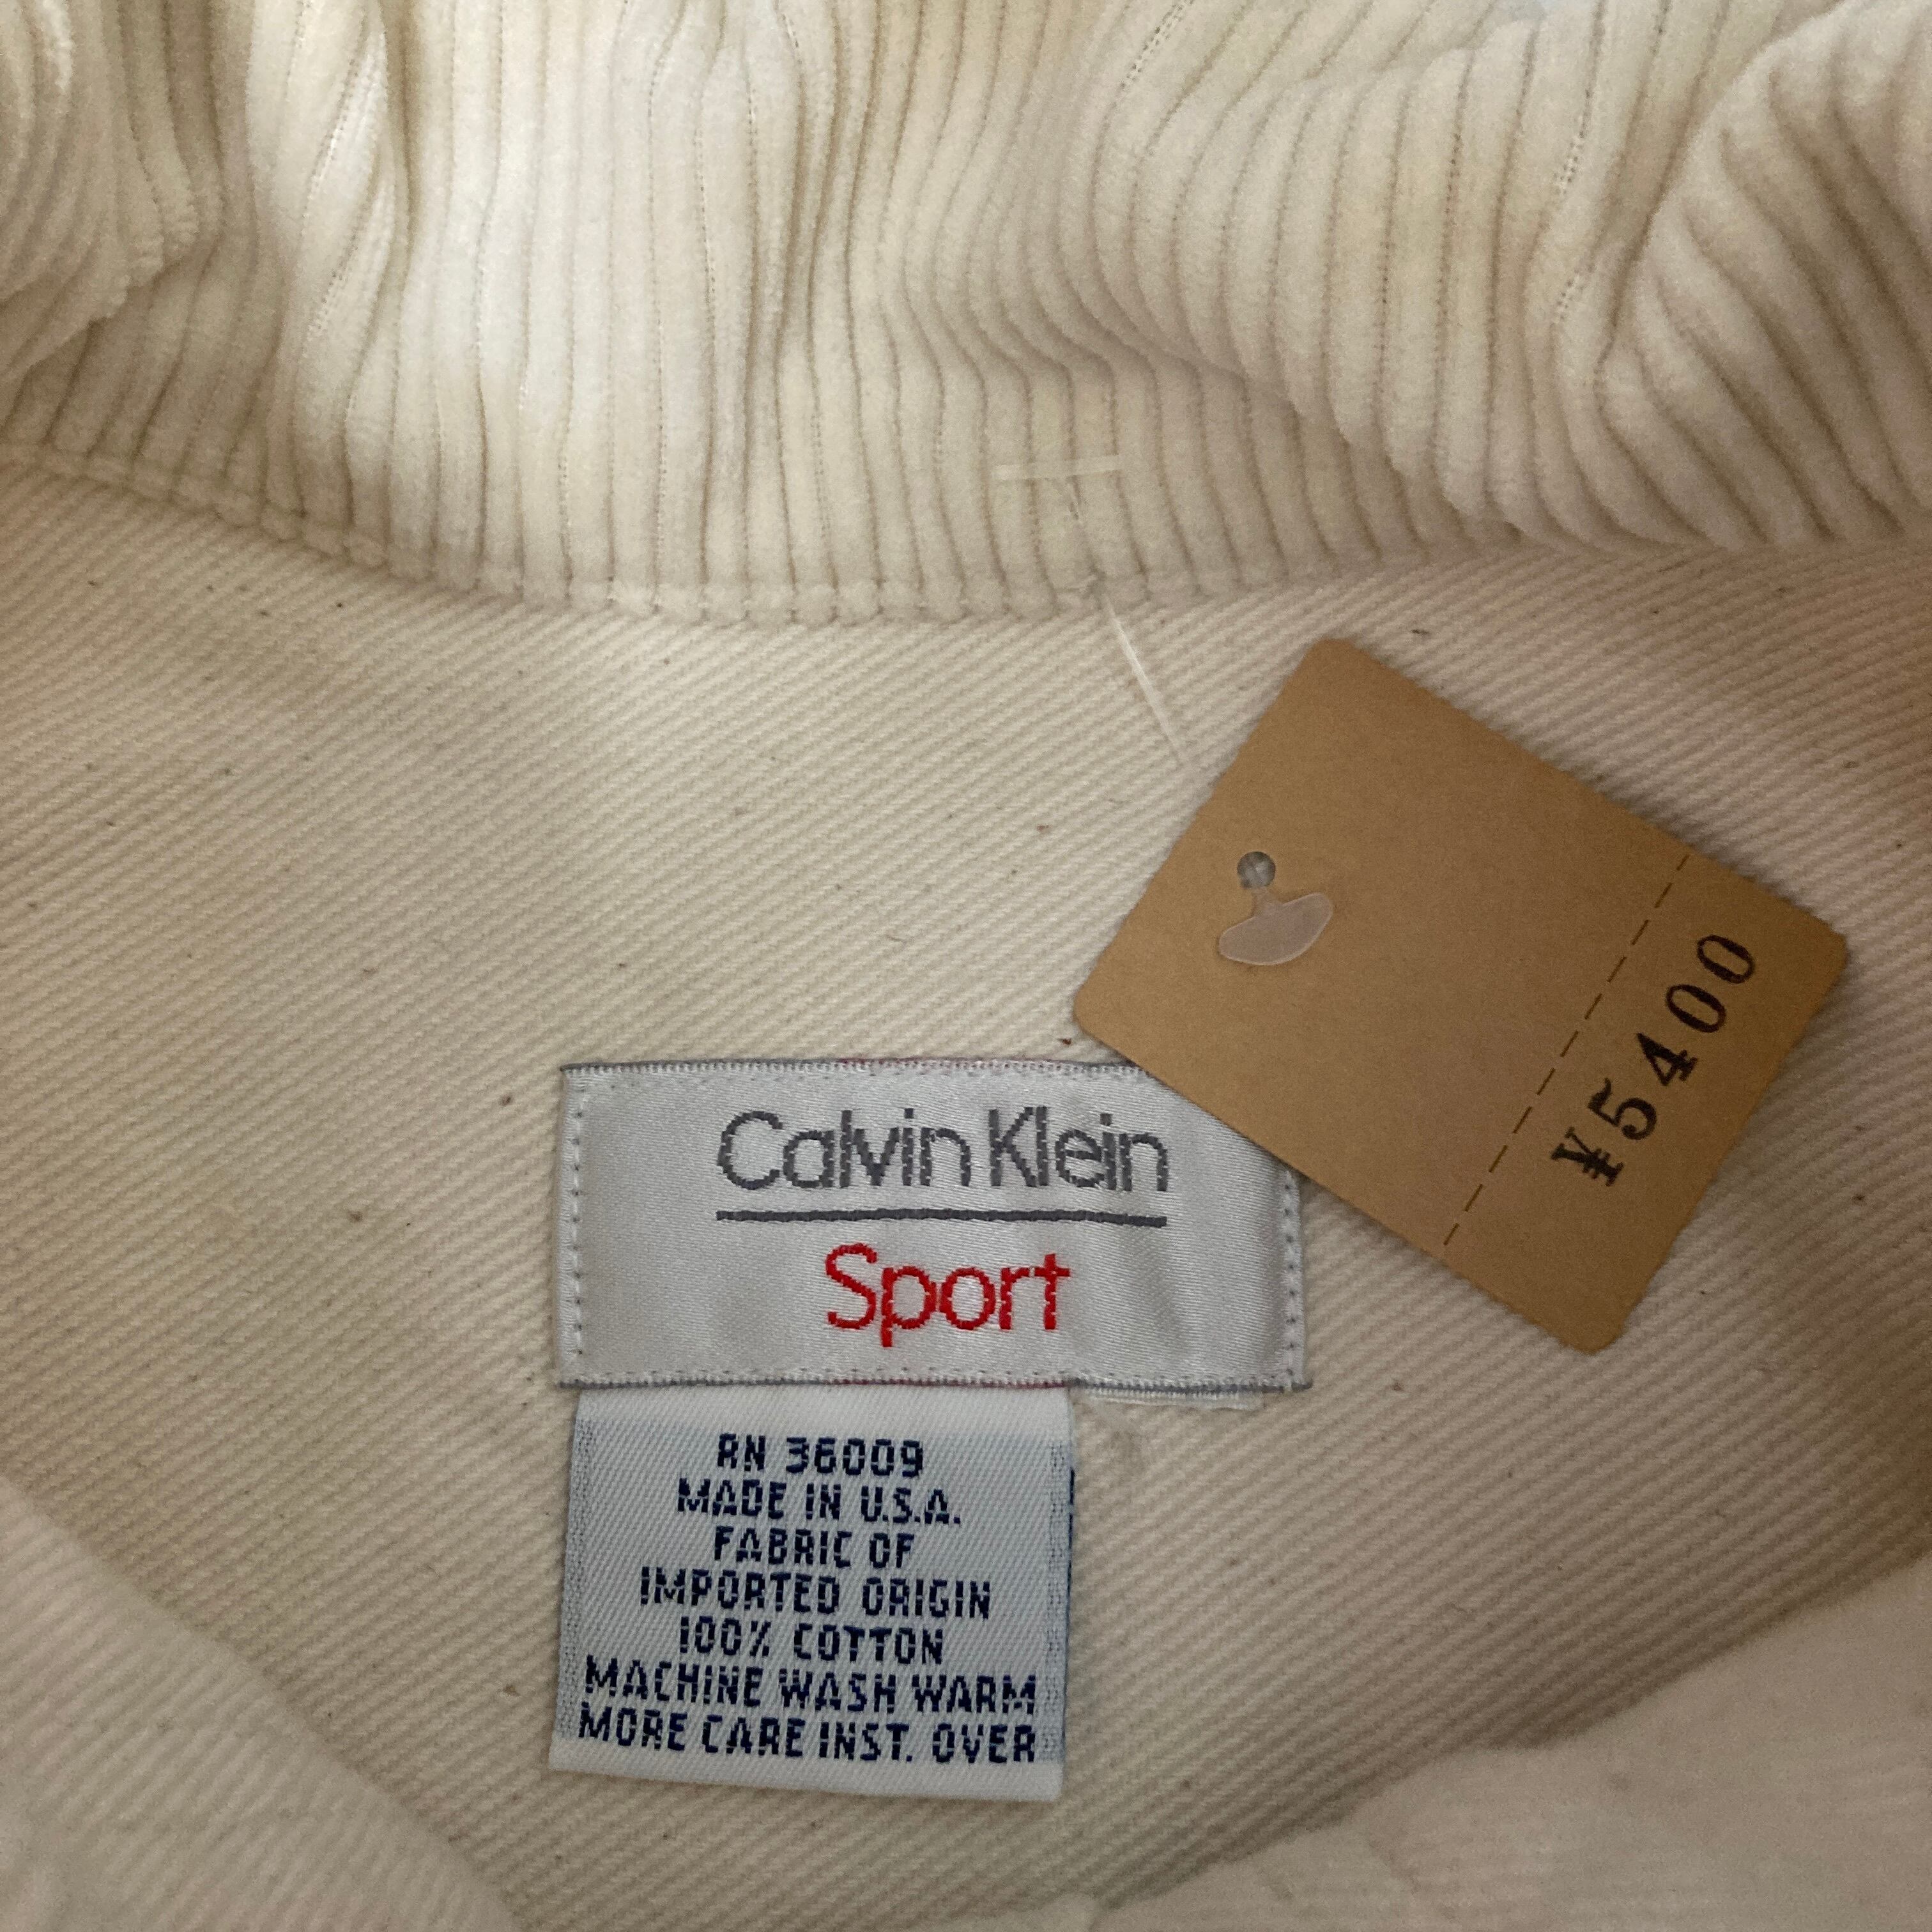 ¥5400
Calvin Klein
Sport
RN 36009
MADE IN U.S.A.
FABRIC OF
IMPORTED ORIGIN
100% COTTON
MACHINE WASH WARM
MORE CARE INST. OVER